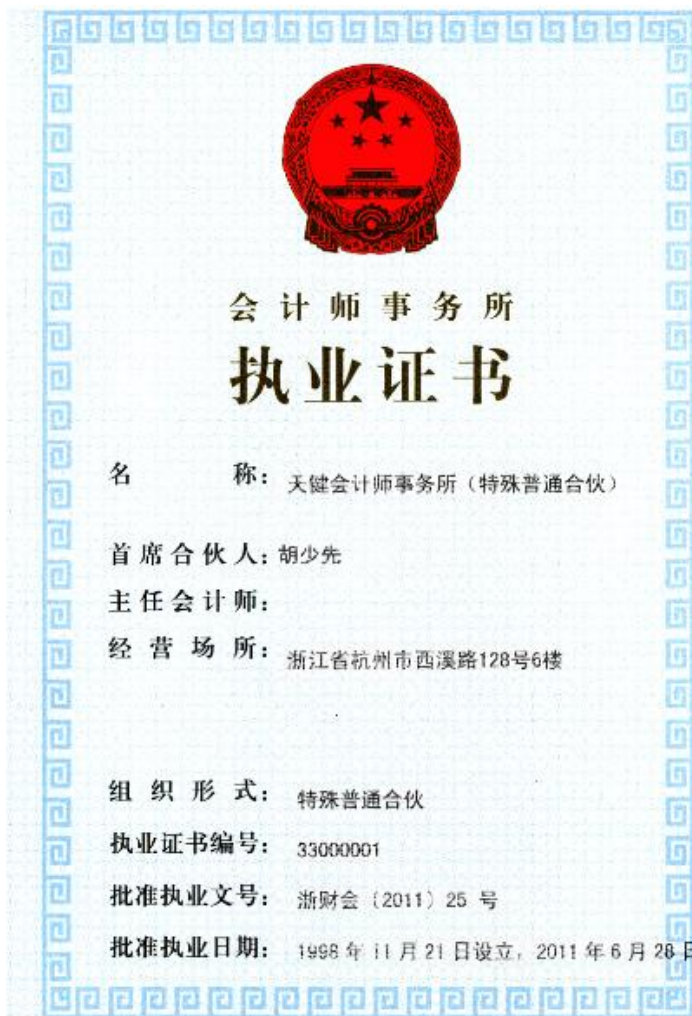 会计师事务所
执业证书
名 称： 天健会计师事务所（特殊普通合伙）
首席合伙人：胡少先
主任会计师：
经营场所： 浙江省杭州市西溪路128号6楼
组织形式： 特殊普通合伙
执业证书编号： 33000001
批准执业文号： 浙财会〔2011〕25 号
批准执业日期： 1998 年 11 月 21 日设立，2011 年 6 月 28 日